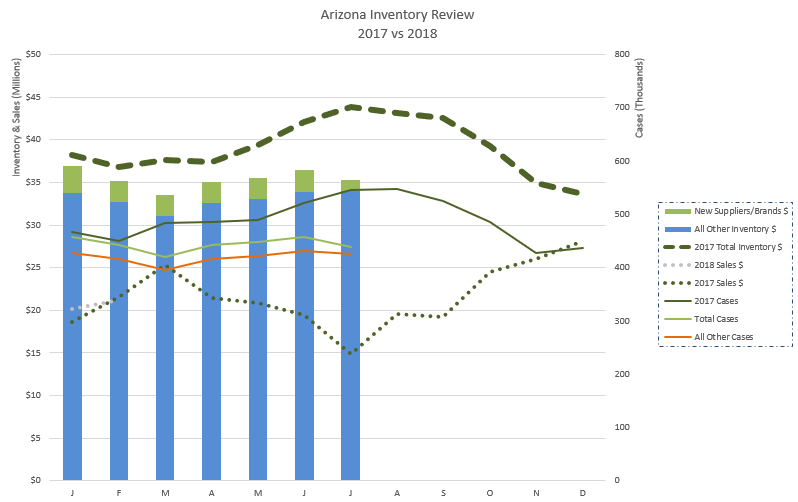 Arizona Inventory Review
2017 vs 2018
Inventory & Sales (Millions)
$50
$45
$40
$35
$30
$25
$20
$15
$10
$5
$0
J F M A M J J A S O N D
800
700
600
500
400
300
200
100
0
Cases (Thousands)
New Suppliers/Brands $
All Other Inventory $
2017 Total Inventory $
2018 Sales $
2017 Sales $
2017 Cases
Total Cases
All Other Cases